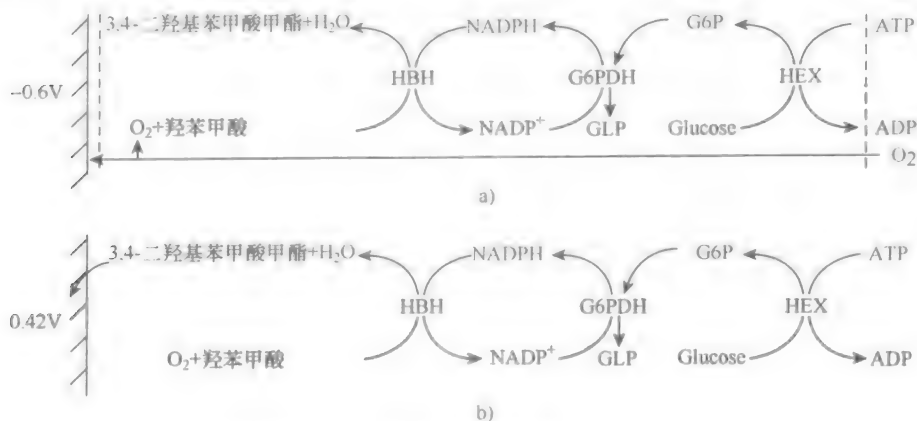 3.4-二羟基苯甲酸甲酯+H₂O NADPH G6P ATP
−0.6V HBH G6PDH HEX
O₂+羟苯甲酸 NADP⁺ GLP Glucose ADP
O₂
a)
3.4-二羟基苯甲酸甲酯+H₂O NADPH G6P ATP
0.42V HBH G6PDH HEX
O₂+羟苯甲酸 NADP⁺ GLP Glucose ADP
b)